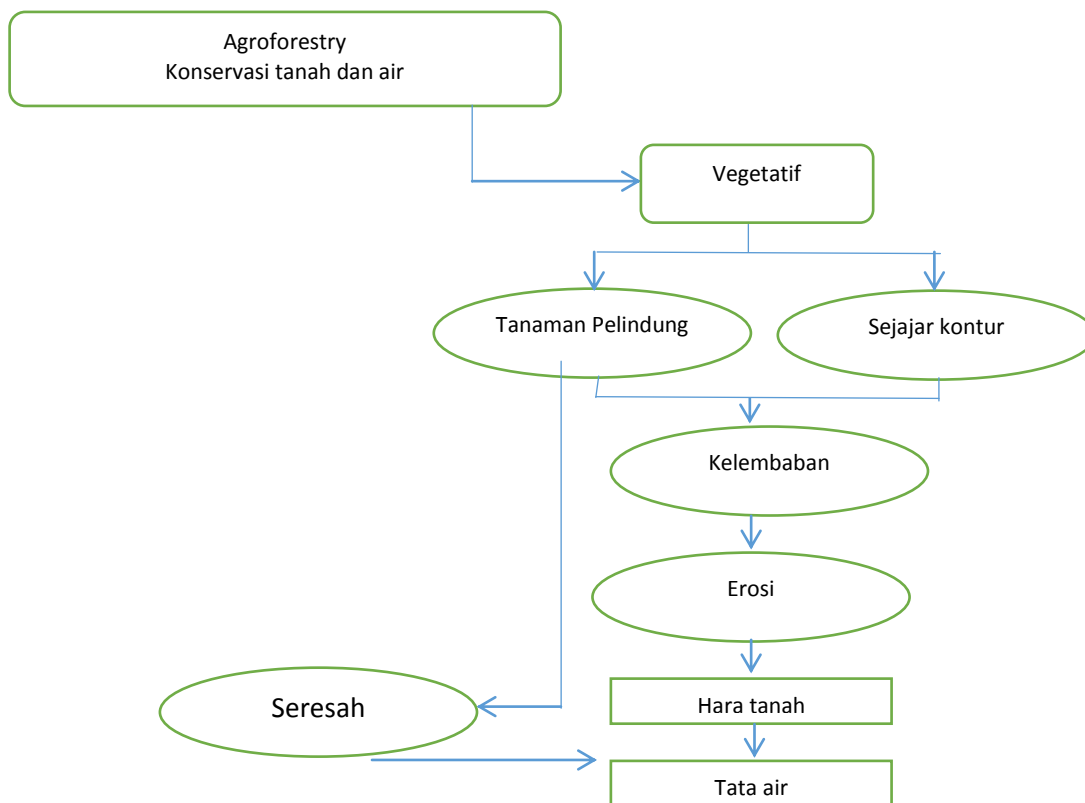 Agroforestry
Konservasi tanah dan air
Vegetatif
Tanaman Pelindung
Sejajar kontur
Kelembaban
Erosi
Seresah
Hara tanah
Tata air